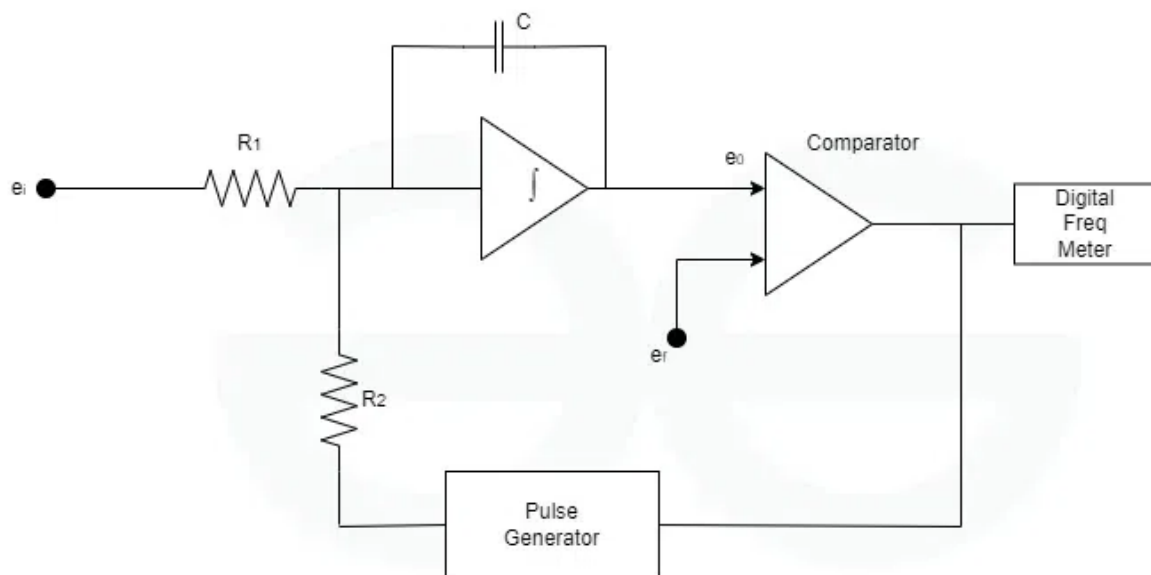 C
R1
Comparator
e0
ei
∫
Digital
Freq
Meter
er
R2
Pulse
Generator